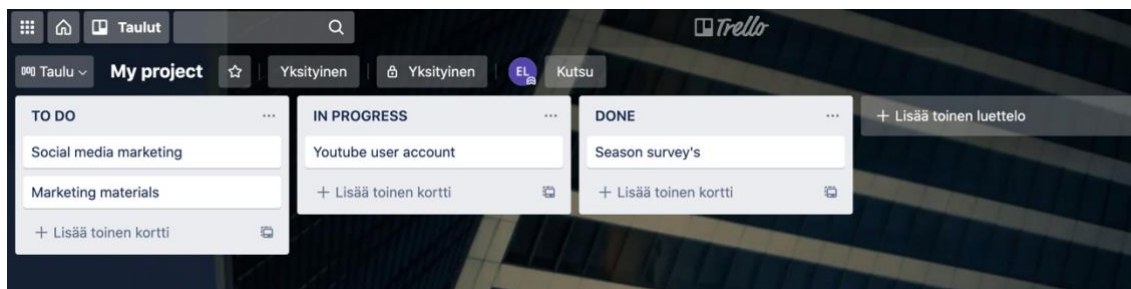 Taulut
Trello
Taulu
My project
Yksityinen
Yksityinen
EL
Kutsu
TO DO
Social media marketing
Marketing materials
+ Lisää toinen kortti
IN PROGRESS
Youtube user account
+ Lisää toinen kortti
DONE
Season survey's
+ Lisää toinen kortti
+ Lisää toinen luettelo